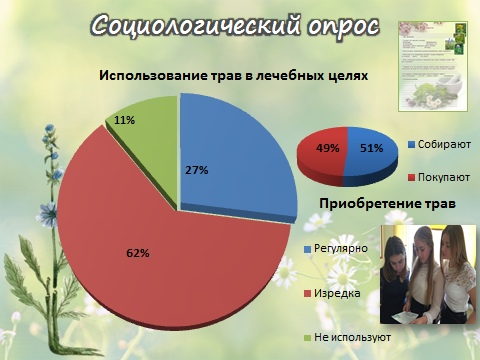 Социологический опрос
Использование трав в лечебных целях
11%
27%
62%
49%
51%
Собирают
Покупают
Приобретение трав
Регулярно
Изредка
Не используют